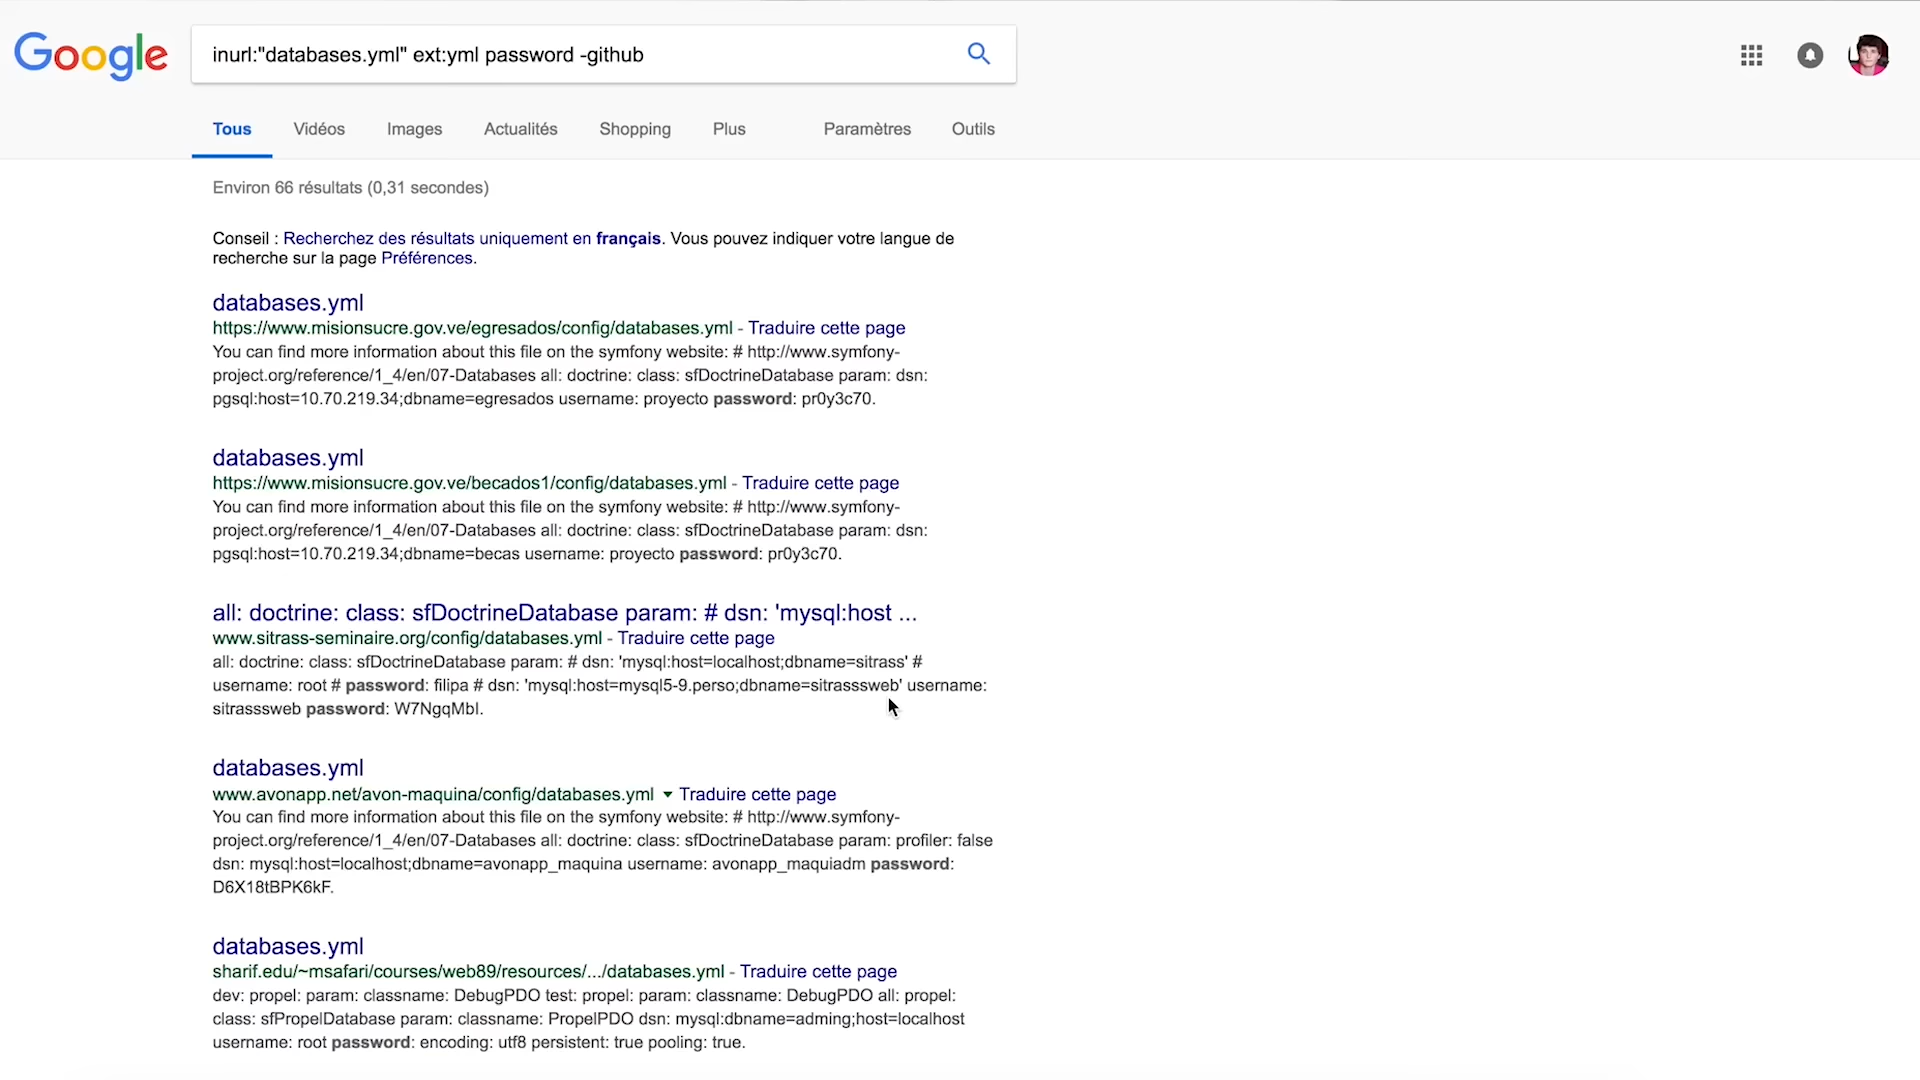 Google
inurl:"databases.yml" ext:yml password -github
Tous Vidéos Images Actualités Shopping Plus Paramètres Outils
Environ 66 résultats (0,31 secondes)
Conseil : Recherchez des résultats uniquement en français. Vous pouvez indiquer votre langue de
recherche sur la page Préférences.
databases.yml
https://www.misionsucre.gov.ve/egresados/config/databases.yml - Traduire cette page
You can find more information about this file on the symfony website: # http://www.symfony-
project.org/reference/1_4/en/07-Databases all: doctrine: class: sfDoctrineDatabase param: dsn:
pgsql:host=10.70.219.34;dbname=egresados username: proyecto password: pr0y3c70.
databases.yml
https://www.misionsucre.gov.ve/becados1/config/databases.yml - Traduire cette page
You can find more information about this file on the symfony website: # http://www.symfony-
project.org/reference/1_4/en/07-Databases all: doctrine: class: sfDoctrineDatabase param: dsn:
pgsql:host=10.70.219.34;dbname=becas username: proyecto password: pr0y3c70.
all: doctrine: class: sfDoctrineDatabase param: # dsn: 'mysql:host ...
www.sitrass-seminaire.org/config/databases.yml - Traduire cette page
all: doctrine: class: sfDoctrineDatabase param: # dsn: 'mysql:host=localhost;dbname=sitrass' #
username: root # password: filipa # dsn: 'mysql:host=mysql5-9.perso;dbname=sitrasssweb' username:
sitrasssweb password: W7NgqMbI.
databases.yml
www.avonapp.net/avon-maquina/config/databases.yml ▼ Traduire cette page
You can find more information about this file on the symfony website: # http://www.symfony-
project.org/reference/1_4/en/07-Databases all: doctrine: class: sfDoctrineDatabase param: profiler: false
dsn: mysql:host=localhost;dbname=avonapp_maquina username: avonapp_maquiadm password:
D6X18tBPK6kF.
databases.yml
sharif.edu/~msafari/courses/web89/resources/.../databases.yml - Traduire cette page
dev: propel: param: classname: DebugPDO test: propel: param: classname: DebugPDO all: propel:
class: sfPropelDatabase param: classname: PropelPDO dsn: mysql:dbname=adming;host=localhost
username: root password: encoding: utf8 persistent: true pooling: true.